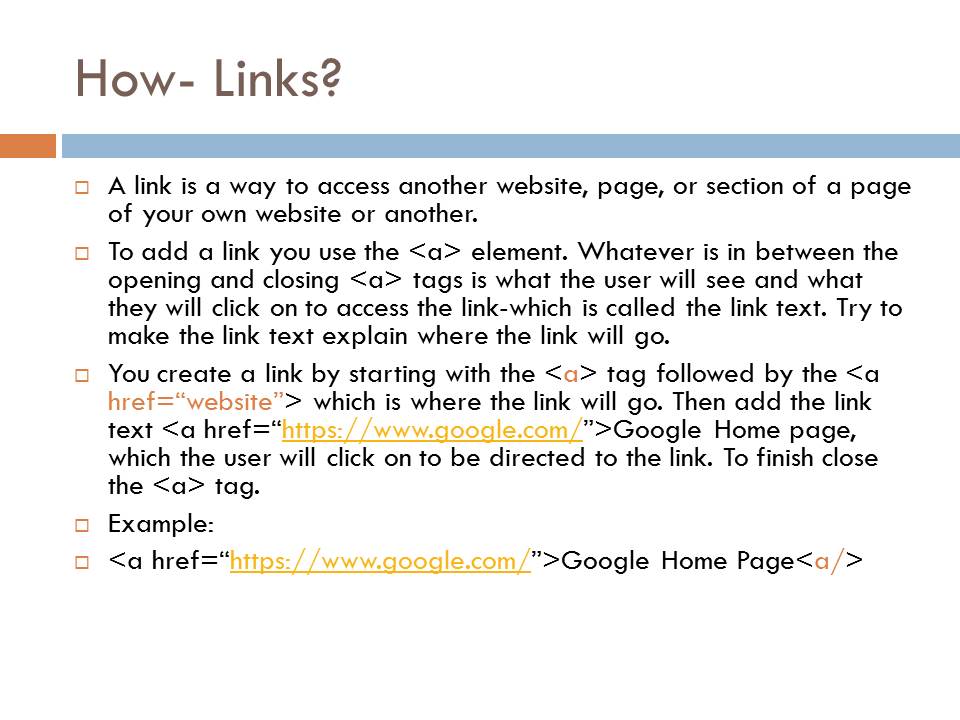 How- Links?
A link is a way to access another website, page, or section of a page
of your own website or another.
To add a link you use the <a> element. Whatever is in between the
opening and closing <a> tags is what the user will see and what
they will click on to access the link-which is called the link text. Try to
make the link text explain where the link will go.
You create a link by starting with the <a> tag followed by the <a
href=“website”> which is where the link will go. Then add the link
text <a href=“https://www.google.com/”>Google Home page,
which the user will click on to be directed to the link. To finish close
the <a> tag.
Example:
<a href=“https://www.google.com/”>Google Home Page<a/>